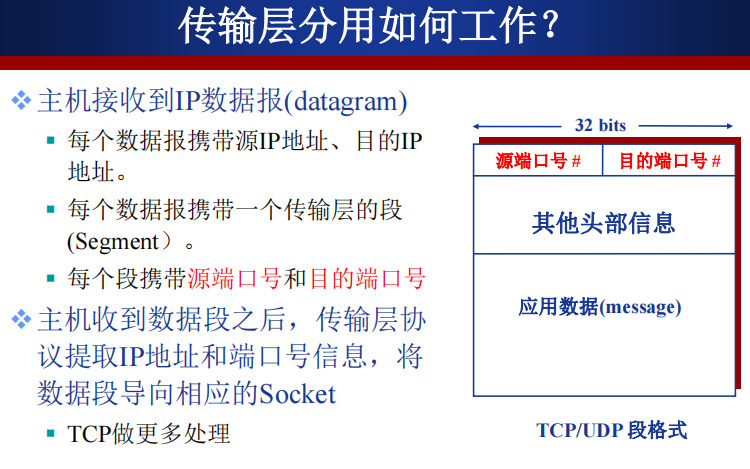 传输层分用如何工作？
主机接收到IP数据报(datagram)
每个数据报携带源IP地址、目的IP
地址。
每个数据报携带一个传输层的段
(Segment）。
每个段携带源端口号和目的端口号
主机收到数据段之后，传输层协
议提取IP地址和端口号信息，将
数据段导向相应的Socket
TCP做更多处理
32 bits
源端口号 # 目的端口号 #
其他头部信息
应用数据(message)
TCP/UDP 段格式